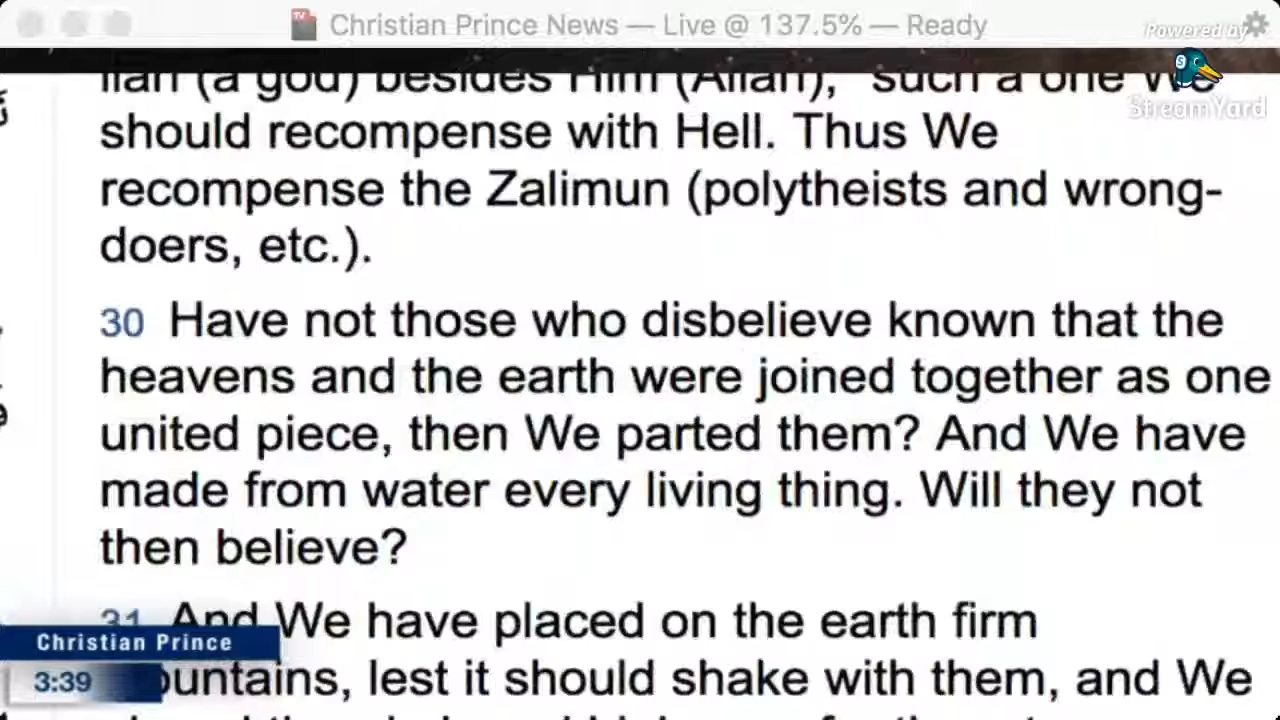 Christian Prince News — Live @ 137.5% — Ready
Powered by
StreamYard
ilah (a god) besides Him (Allah)," such a one We
should recompense with Hell. Thus We
recompense the Zalimun (polytheists and wrong-
doers, etc.).
30 Have not those who disbelieve known that the
heavens and the earth were joined together as one
united piece, then We parted them? And We have
made from water every living thing. Will they not
then believe?
31 And We have placed on the earth firm
ountains, lest it should shake with them, and We
Christian Prince
3:39